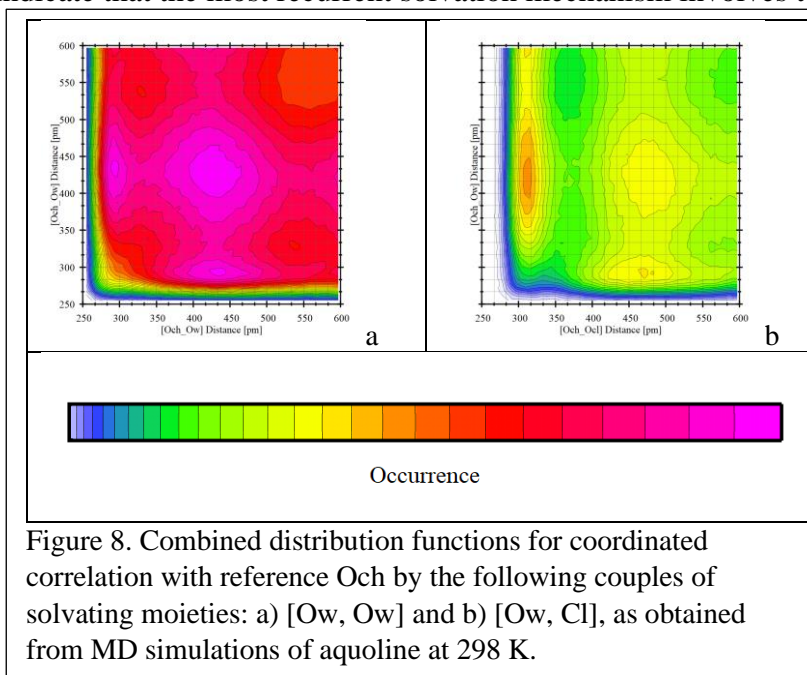 indicate that the most recurrent solvation mechanism involves
600
550
500
450
400
350
300
250
[Och_Ow] Distance [pm]
250 300 350 400 450 500 550 600
[Och_Ow] Distance [pm]
a
600
550
500
450
400
350
300
250
[Och_Ow] Distance [pm]
250 300 350 400 450 500 550 600
[Och_Ocl] Distance [pm]
b
Occurrence
Figure 8. Combined distribution functions for coordinated
correlation with reference Och by the following couples of
solvating moieties: a) [Ow, Ow] and b) [Ow, Cl], as obtained
from MD simulations of aquoline at 298 K.